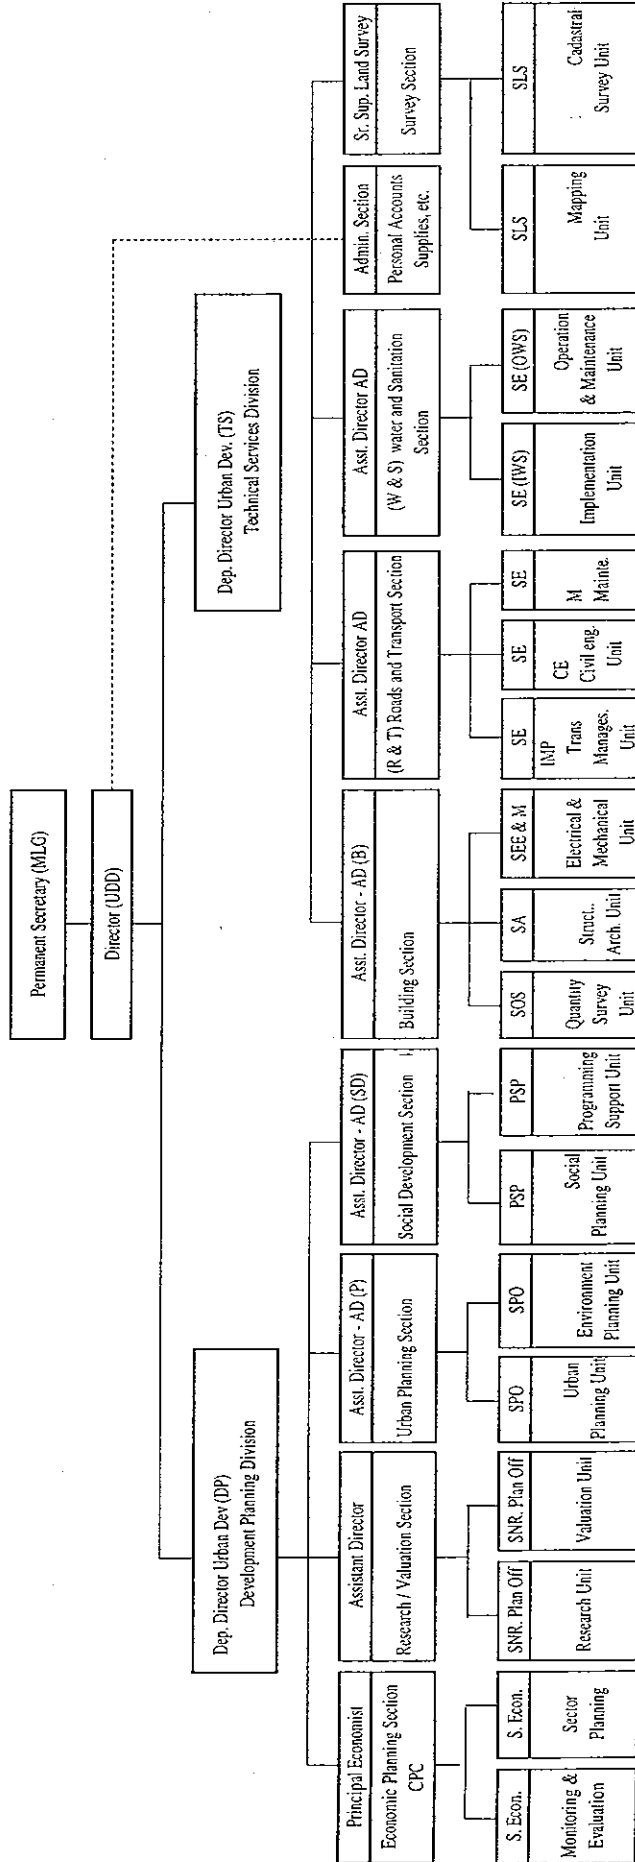 Permanent Secretary (MLG)
Director (UDD)
Dep. Director Urban Dev (DP)
Development Planning Division
Dep. Director Urban Dev. (TS)
Technical Services Division
Principal Economist
Economic Planning Section
CPC
Assistant Director
Research / Valuation Section
Asst. Director - AD (P)
Urban Planning Section
Asst. Director - AD (SD)
Social Development Section
Asst. Director - AD (B)
Building Section
Asst. Director AD
(R & T) Roads and Transport Section
Asst. Director AD
(W & S) water and Sanitation
Section
Admin. Section
Personal Accounts
Supplies, etc.
Sr. Sup. Land Survey
Survey Section
S. Econ.
Monitoring &
Evaluation
S. Econ.
Sector
Planning
SNR. Plan Off
Research Unit
SNR. Plan Off
Valuation Unit
SPO
Urban
Planning Unit
SPO
Environment
Planning Unit
PSP
Social
Planning Unit
PSP
Programming
Support Unit
SOS
Quantity
Survey
Unit
SA
Struct..
Arch. Unit
SEE & M
Electrical &
Mechanical
Unit
SE
IMP
Trans
Manages.
Unit
SE
CE
Civil eng.
Unit
SE
M
Mainte.
SE (IWS)
Implementation
Unit
SE (OWS)
Operation
& Maintenance
Unit
SLS
Mapping
Unit
SLS
Cadastral
Survey Unit